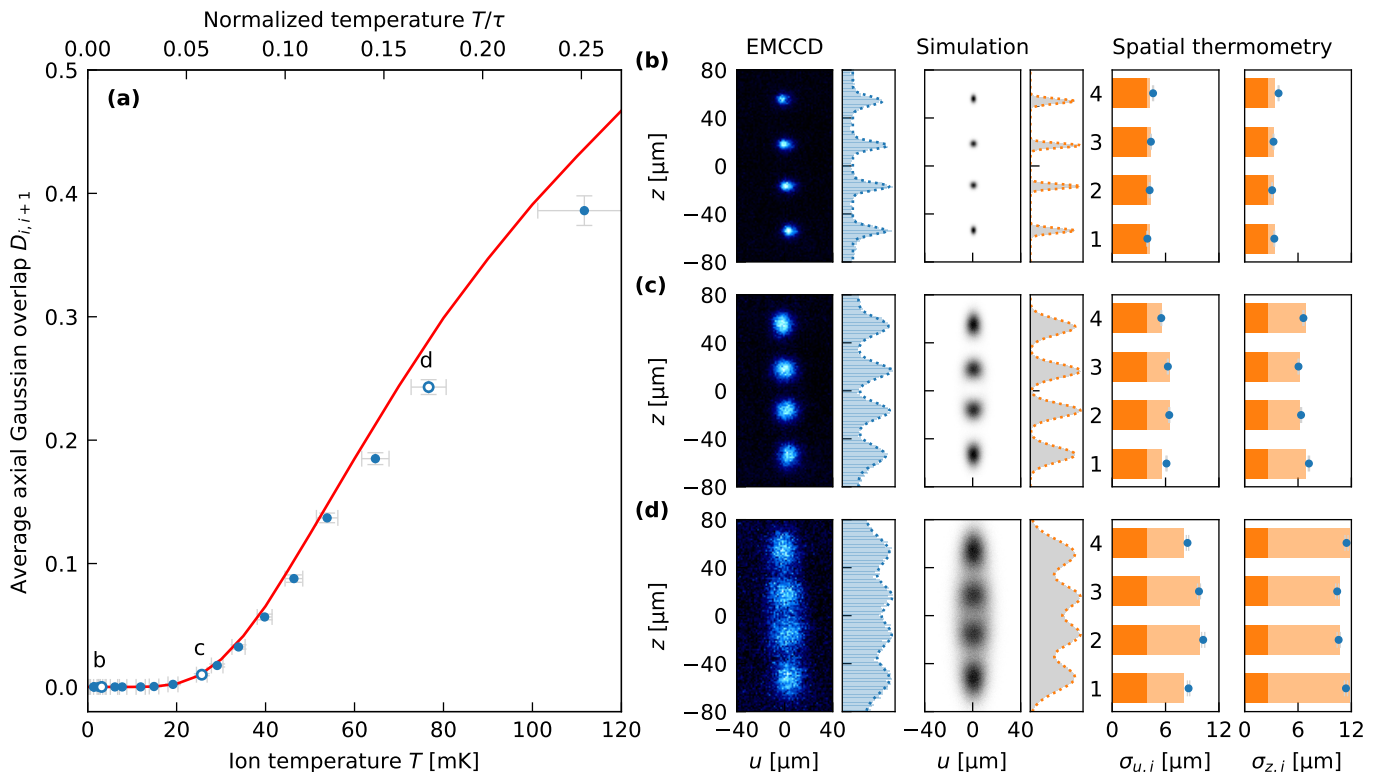 Normalized temperature T/τ
0.00 0.05 0.10 0.15 0.20 0.25
EMCCD Simulation Spatial thermometry
(a)
Average axial Gaussian overlap D_{i,i+1}
0.5
0.4
0.3
0.2
0.1
0.0
b
c
d
0 20 40 60 80 100 120
Ion temperature T [mK]
(b)
z [µm]
80
40
0
−40
−80
z [µm]
4
3
2
1
(c)
z [µm]
80
40
0
−40
−80
z [µm]
4
3
2
1
(d)
z [µm]
80
40
0
−40
−80
z [µm]
4
3
2
1
−40 0 40 −40 0 40 0 6 12 0 6 12
u [µm] u [µm] σ_{u,i} [µm] σ_{z,i} [µm]